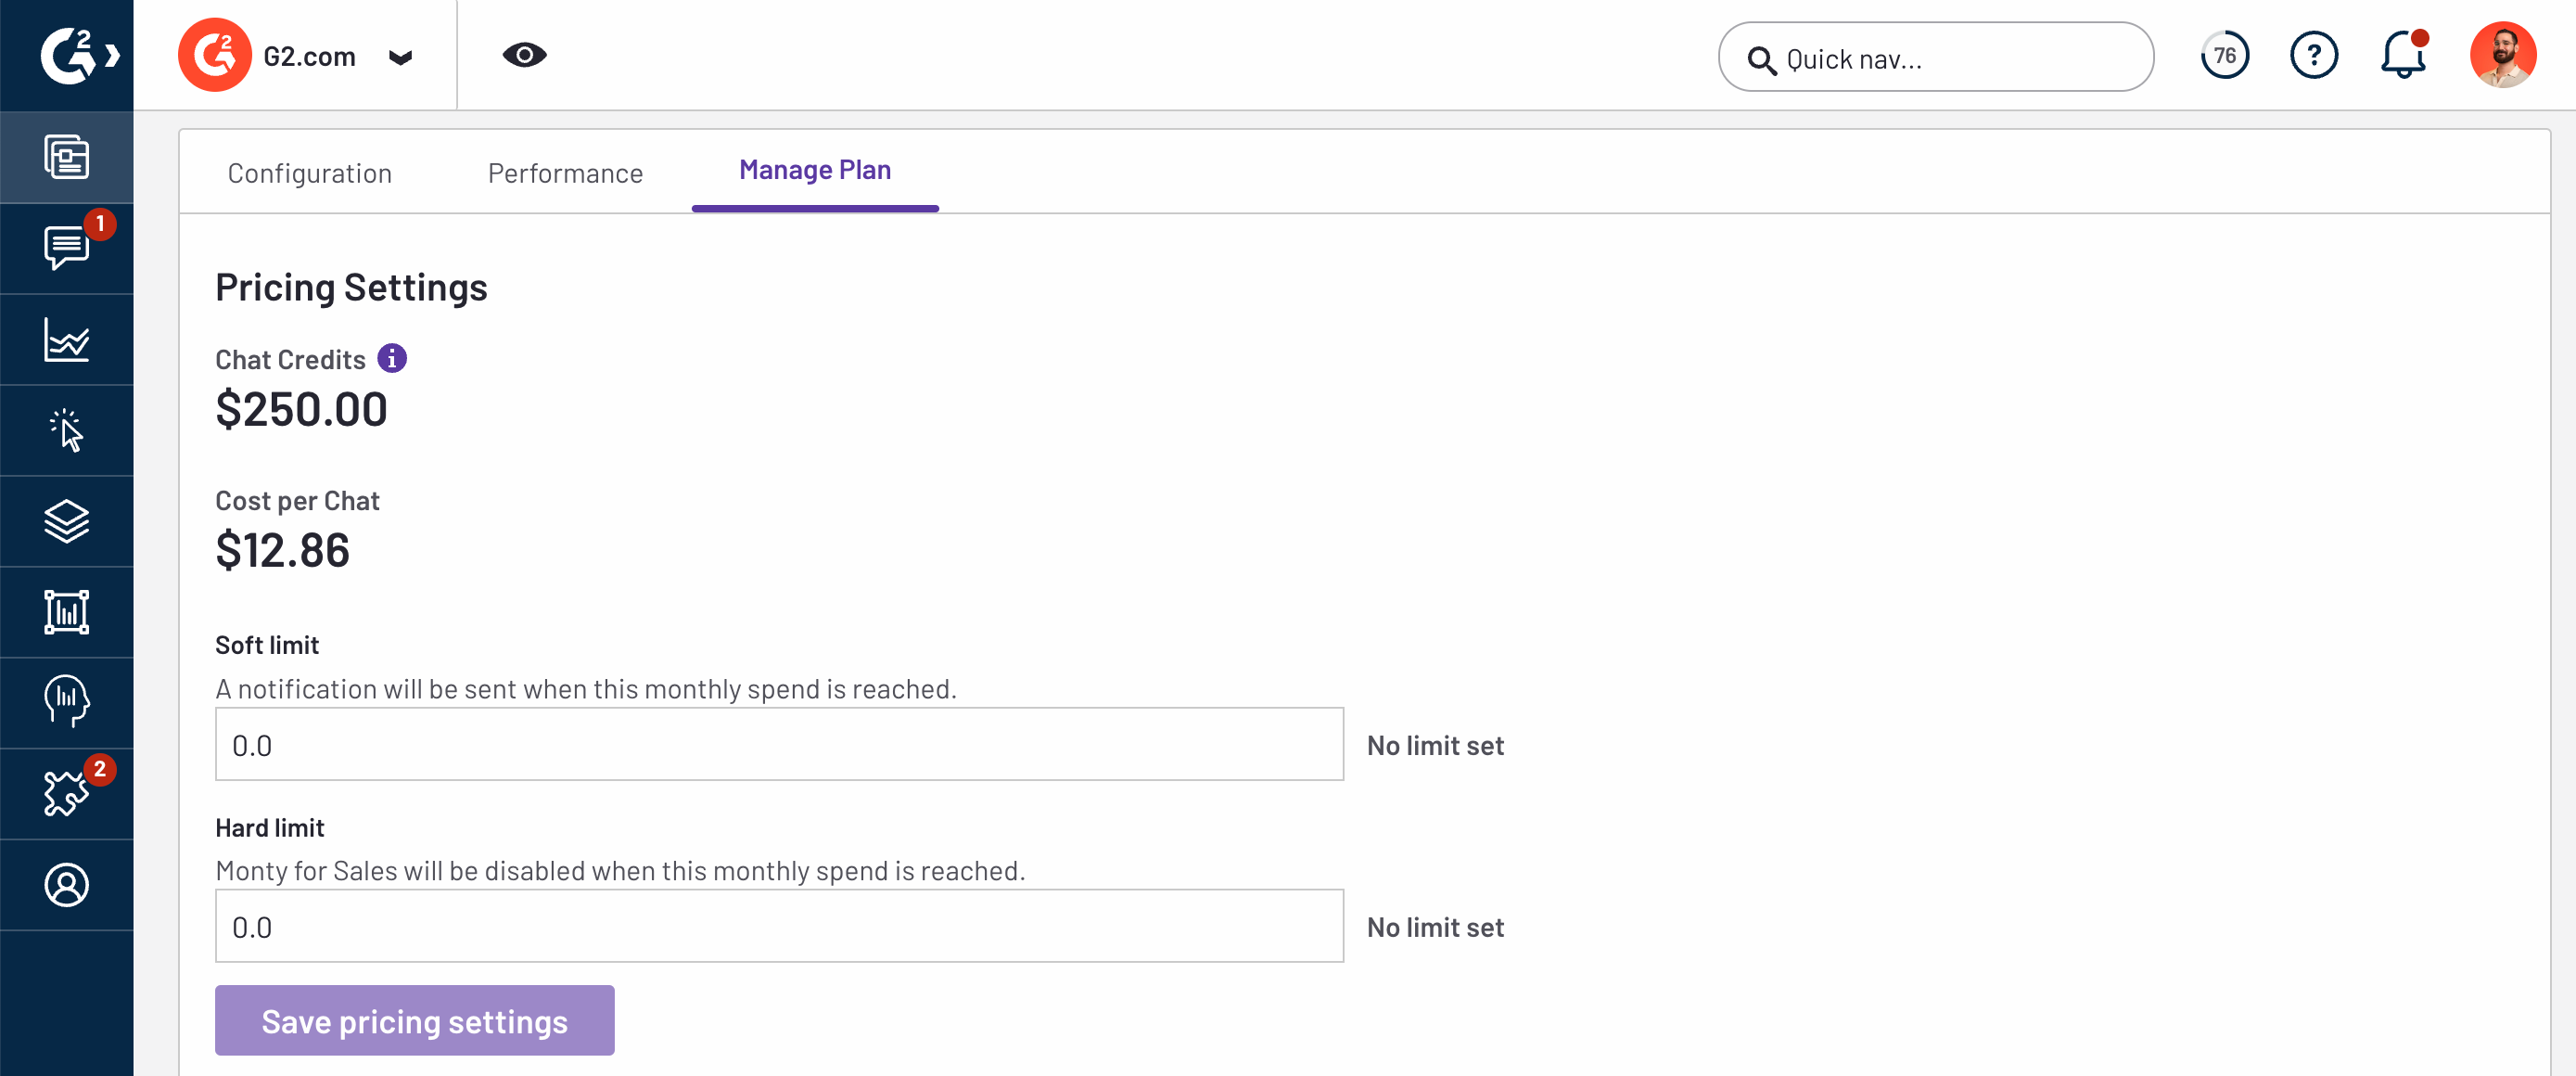 G2
G2
G2.com
Quick nav...
76
?
Configuration
Performance
Manage Plan
1
Pricing Settings
Chat Credits i
$250.00
Cost per Chat
$12.86
Soft limit
A notification will be sent when this monthly spend is reached.
0.0
No limit set
2
Hard limit
Monty for Sales will be disabled when this monthly spend is reached.
0.0
No limit set
Save pricing settings